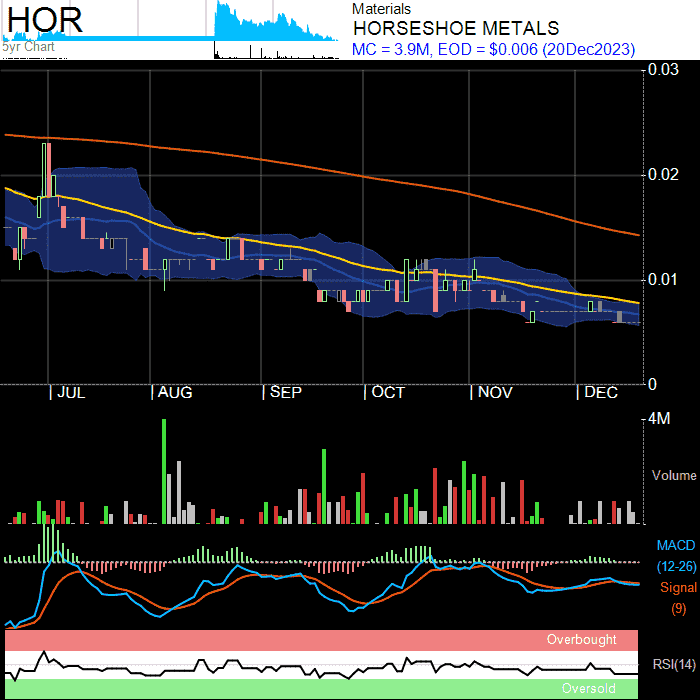 HOR
5yr Chart
Materials
HORSESHOE METALS
MC = 3.9M, EOD = $0.006 (20Dec2023)
0.03
0.02
0.01
0
JUL AUG SEP OCT NOV DEC
4M
Volume
MACD
(12-26)
Signal
(9)
Overbought
RSI(14)
Oversold